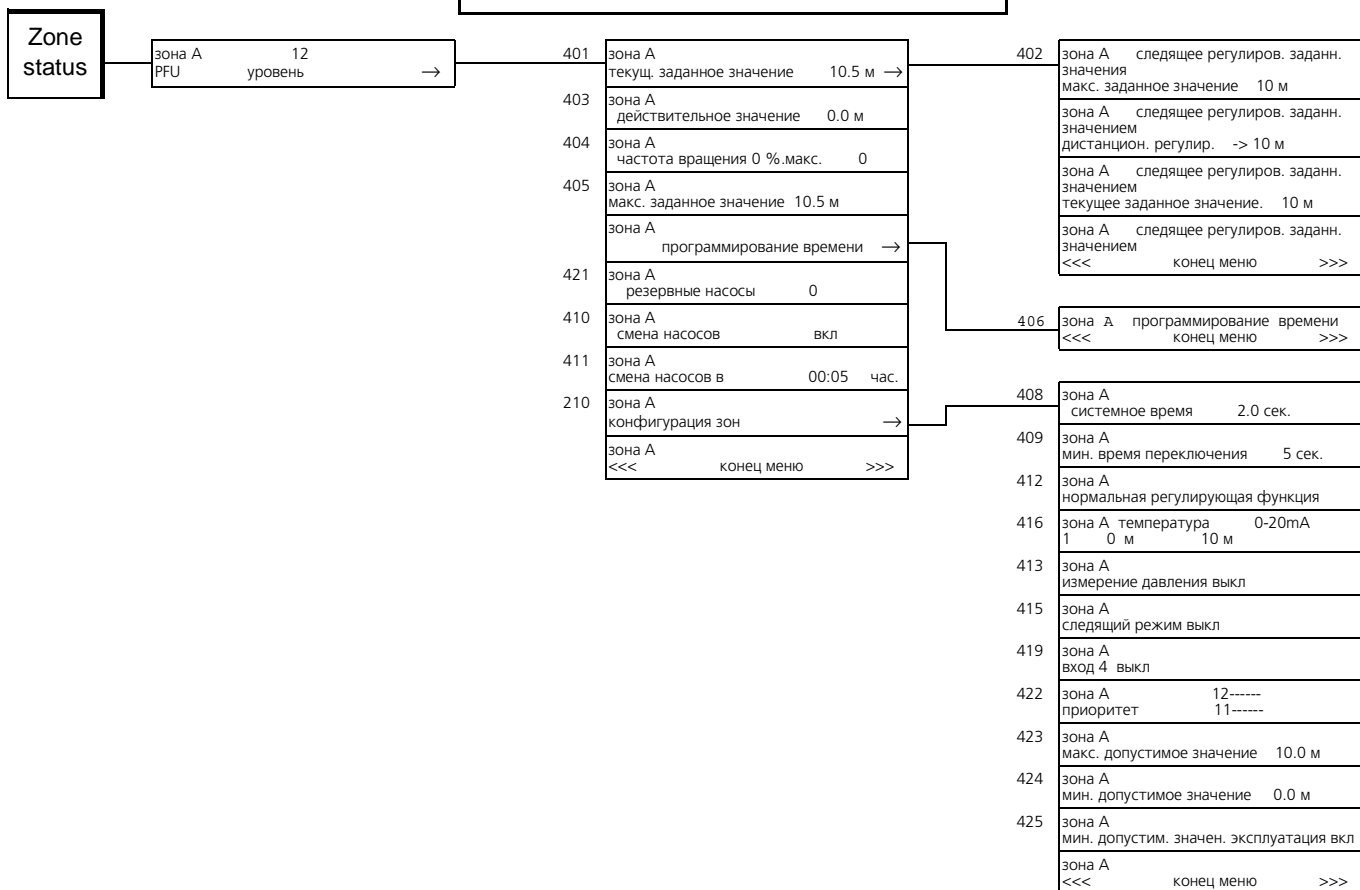 Zone
status
зона А 12
PFU уровень →
401 зона А
текущ. заданное значение 10.5 м →
403 зона А
действительное значение 0.0 м
404 зона А
частота вращения 0 %.макс. 0
405 зона А
макс. заданное значение 10.5 м
зона А
программирование времени →
421 зона А
резервные насосы 0
410 зона А
смена насосов вкл
411 зона А
смена насосов в 00:05 час.
210 зона А
конфигурация зон →
зона А
<<< конец меню >>>
402 зона А следящее регулиров. заданн.
значения
макс. заданное значение 10 м
зона А следящее регулиров. заданн.
значением
дистанцион. регулир. -> 10 м
зона А следящее регулиров. заданн.
значением
текущее заданное значение. 10 м
зона А следящее регулиров. заданн.
значением
<<< конец меню >>>
406 зона А программирование времени
<<< конец меню >>>
408 зона А
системное время 2.0 сек.
409 зона А
мин. время переключения 5 сек.
412 зона А
нормальная регулирующая функция
416 зона А температура 0-20mA
1 0 м 10 м
413 зона А
измерение давления выкл
415 зона А
следящий режим выкл
419 зона А
вход 4 выкл
422 зона А 12------
приоритет 11------
423 зона А
макс. допустимое значение 10.0 м
424 зона А
мин. допустимое значение 0.0 м
425 зона А
мин. допустим. значен. эксплуатация вкл
зона А
<<< конец меню >>>